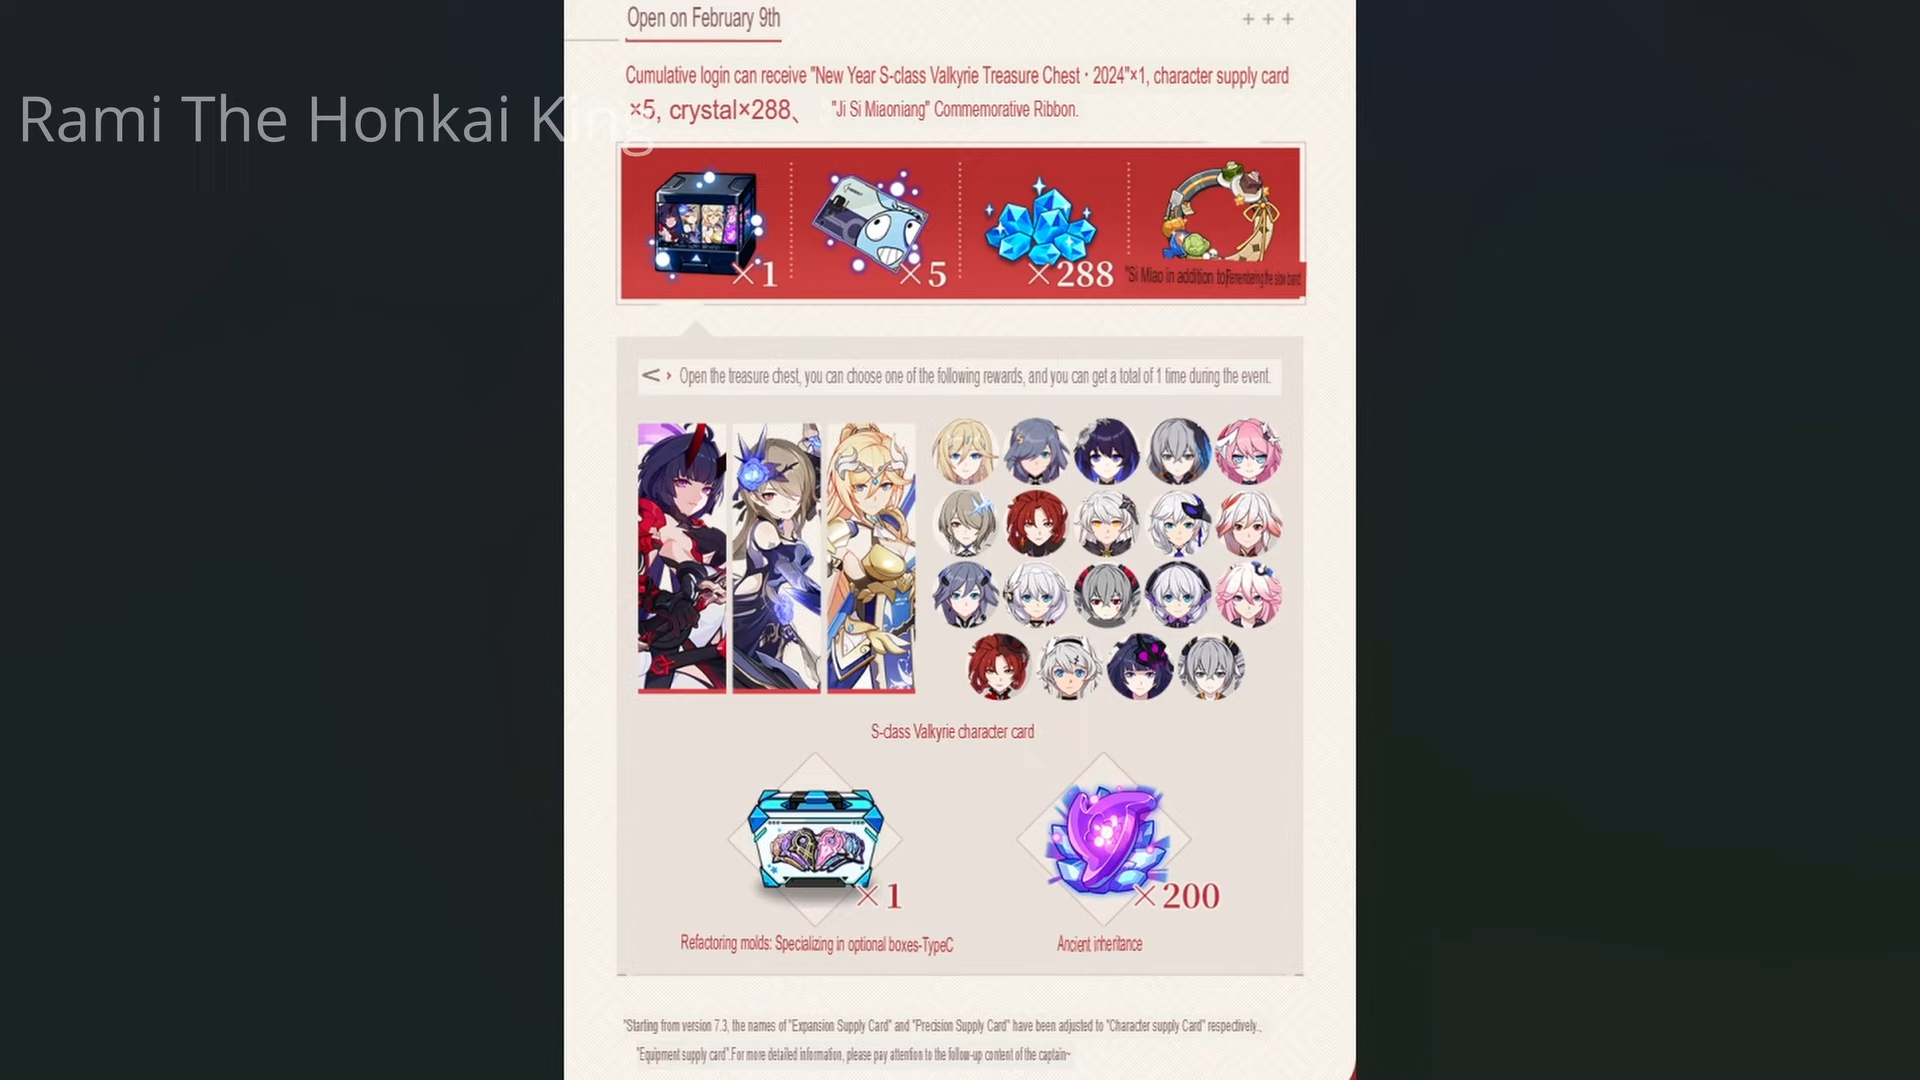 Open on February 9th
+ + +
Cumulative login can receive "New Year S-class Valkyrie Treasure Chest · 2024"×1, character supply card
×5, crystal×288、 "Ji Si Miaoniang" Commemorative Ribbon.
Rami The Honkai King
×1
×5
×288
"Si Miao in addition to Remembering the slow band
Open the treasure chest, you can choose one of the following rewards, and you can get a total of 1 time during the event.
S-class Valkyrie character card
×1
×200
Refactoring molds: Specializing in optional boxes-TypeC
Ancient inheritance
"Starting from version 7.3, the names of "Expansion Supply Card" and "Precision Supply Card" have been adjusted to "Character supply Card" respectively.,
"Equipment supply card".For more detailed information, please pay attention to the follow-up content of the captain~